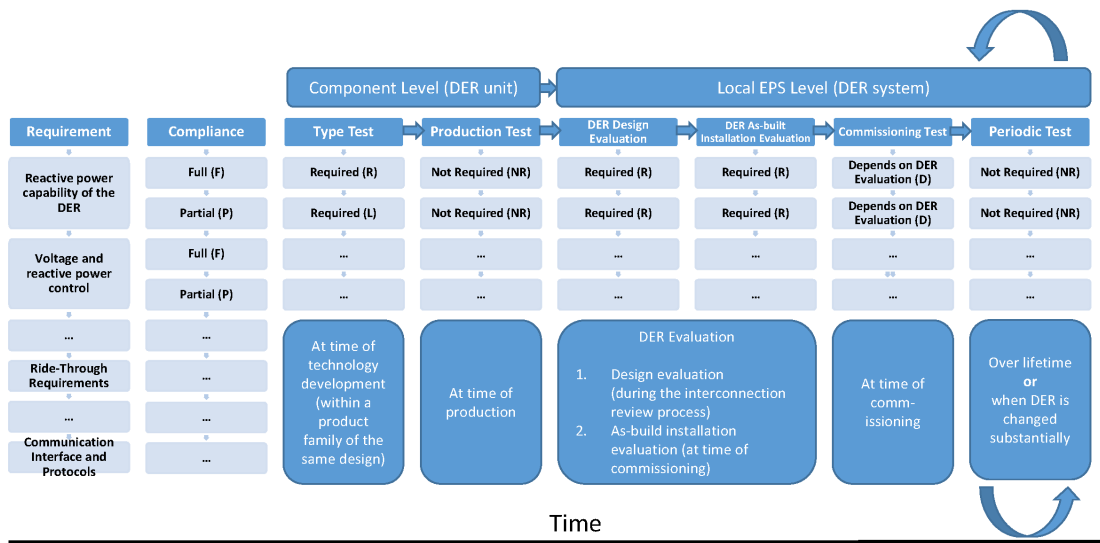 Component Level (DER unit)
Local EPS Level (DER system)
Requirement
Compliance
Type Test
Production Test
DER Design
Evaluation
DER As-built
Installation Evaluation
Commissioning Test
Periodic Test
Reactive power
capability of the
DER
Full (F)
Required (R)
Not Required (NR)
Required (R)
Required (R)
Depends on DER
Evaluation (D)
Not Required (NR)
Partial (P)
Required (L)
Not Required (NR)
Required (R)
Required (R)
Depends on DER
Evaluation (D)
Not Required (NR)
Voltage and
reactive power
control
Full (F)
...
...
...
...
...
...
Partial (P)
...
...
...
...
...
...
...
...
Ride-Through
Requirements
...
...
...
Communication
Interface and
Protocols
...
At time of
technology
development
(within a
product
family of the
same design)
At time of
production
DER Evaluation
1. Design evaluation
(during the interconnection
review process)
2. As-build installation
evaluation (at time of
commissioning)
At time of
comm-
issioning
Over lifetime
or
when DER is
changed
substantially
Time